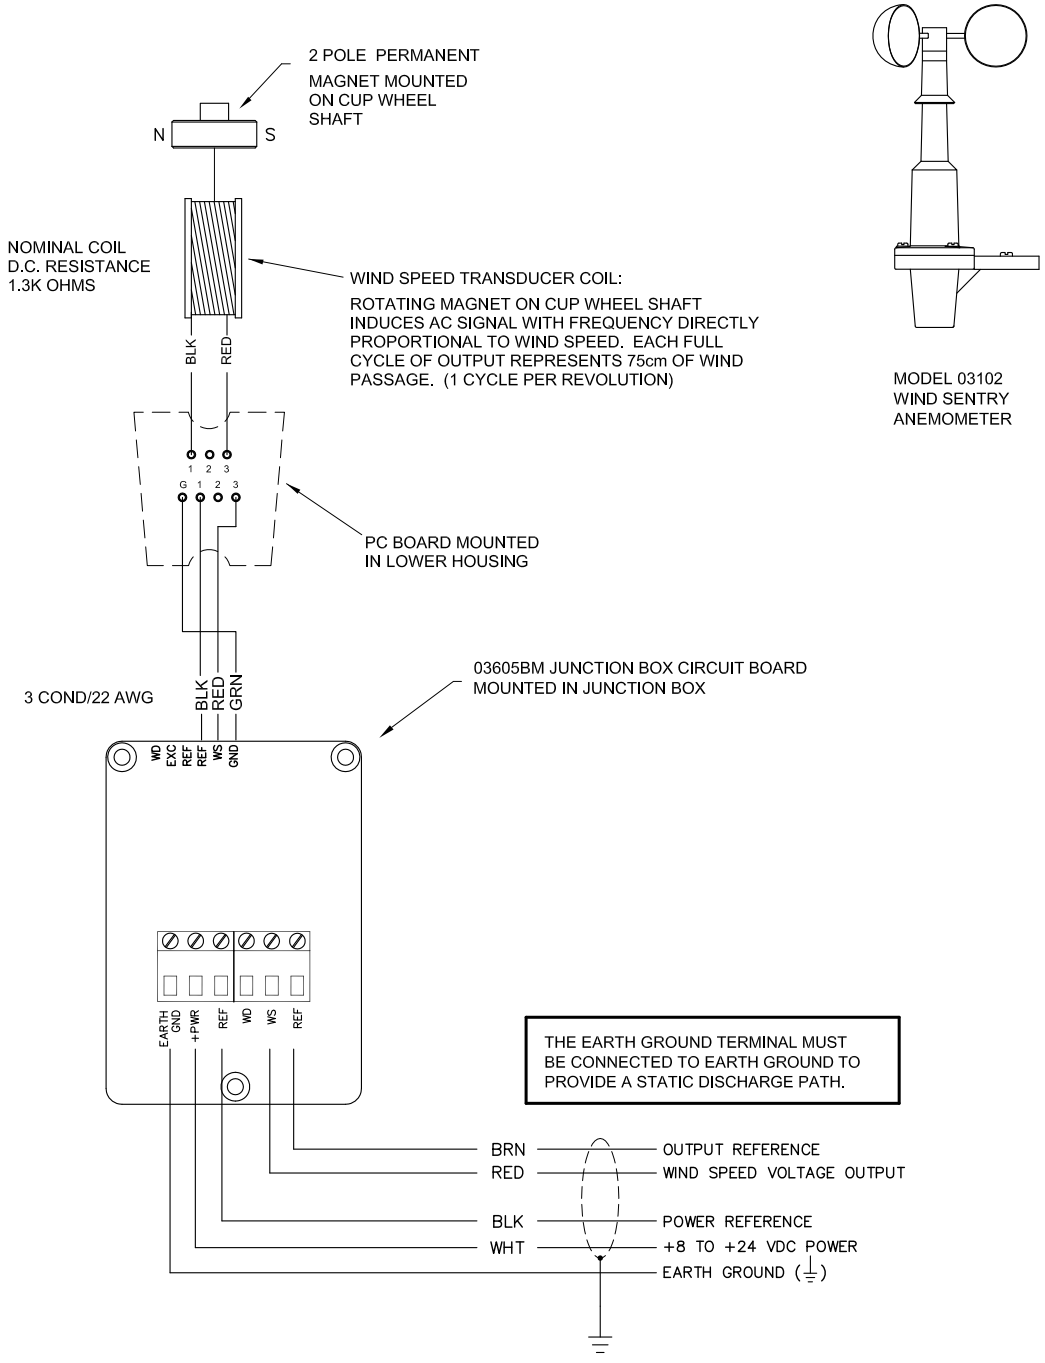 2 POLE PERMANENT
MAGNET MOUNTED
ON CUP WHEEL
SHAFT
N
S
NOMINAL COIL
D.C. RESISTANCE
1.3K OHMS
WIND SPEED TRANSDUCER COIL:
ROTATING MAGNET ON CUP WHEEL SHAFT
INDUCES AC SIGNAL WITH FREQUENCY DIRECTLY
PROPORTIONAL TO WIND SPEED. EACH FULL
CYCLE OF OUTPUT REPRESENTS 75cm OF WIND
PASSAGE. (1 CYCLE PER REVOLUTION)
BLK
RED
MODEL 03102
WIND SENTRY
ANEMOMETER
1 2 3
G 1 2 3
PC BOARD MOUNTED
IN LOWER HOUSING
3 COND/22 AWG
BLK
RED
GRN
03605BM JUNCTION BOX CIRCUIT BOARD
MOUNTED IN JUNCTION BOX
WD
EXC
REF
REF
WS
GND
EARTH
GND
+PWR
REF
WD
WS
REF
THE EARTH GROUND TERMINAL MUST
BE CONNECTED TO EARTH GROUND TO
PROVIDE A STATIC DISCHARGE PATH.
BRN OUTPUT REFERENCE
RED WIND SPEED VOLTAGE OUTPUT
BLK POWER REFERENCE
WHT +8 TO +24 VDC POWER
EARTH GROUND (⏚)